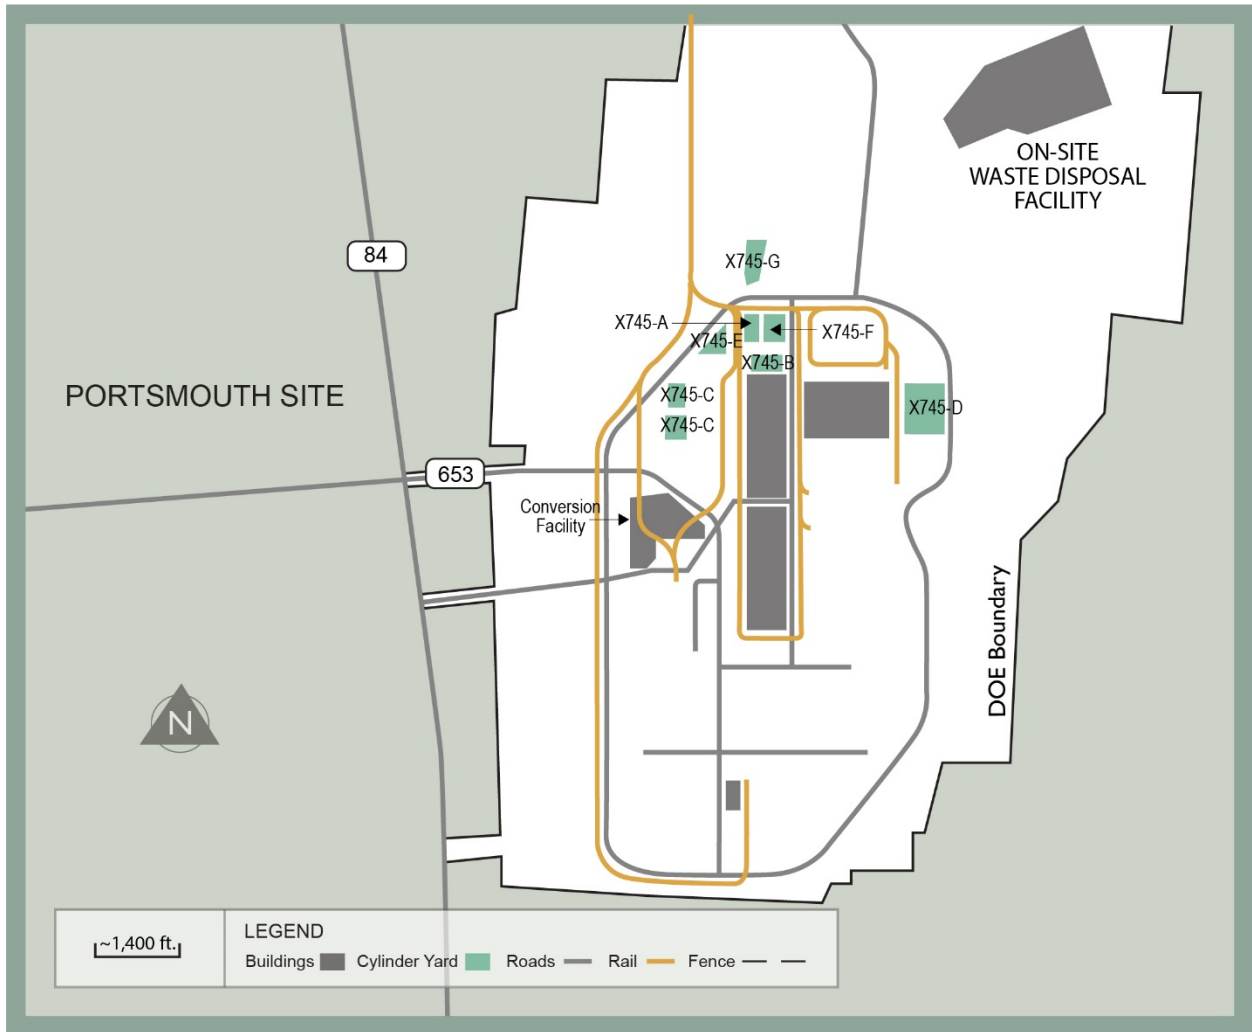 ON-SITE
WASTE DISPOSAL
FACILITY
84
X745-G
X745-A
X745-F
X745-E
X745-B
X745-C
X745-D
X745-C
PORTSMOUTH SITE
653
Conversion
Facility
DOE Boundary
N
~1,400 ft.
LEGEND
Buildings Cylinder Yard Roads Rail Fence